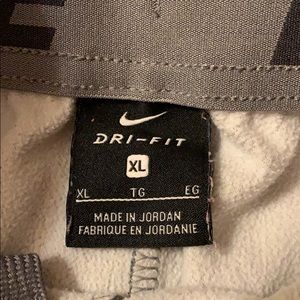 DRI-FIT
XL
XL TG EG
MADE IN JORDAN
FABRIQUE EN JORDANIE